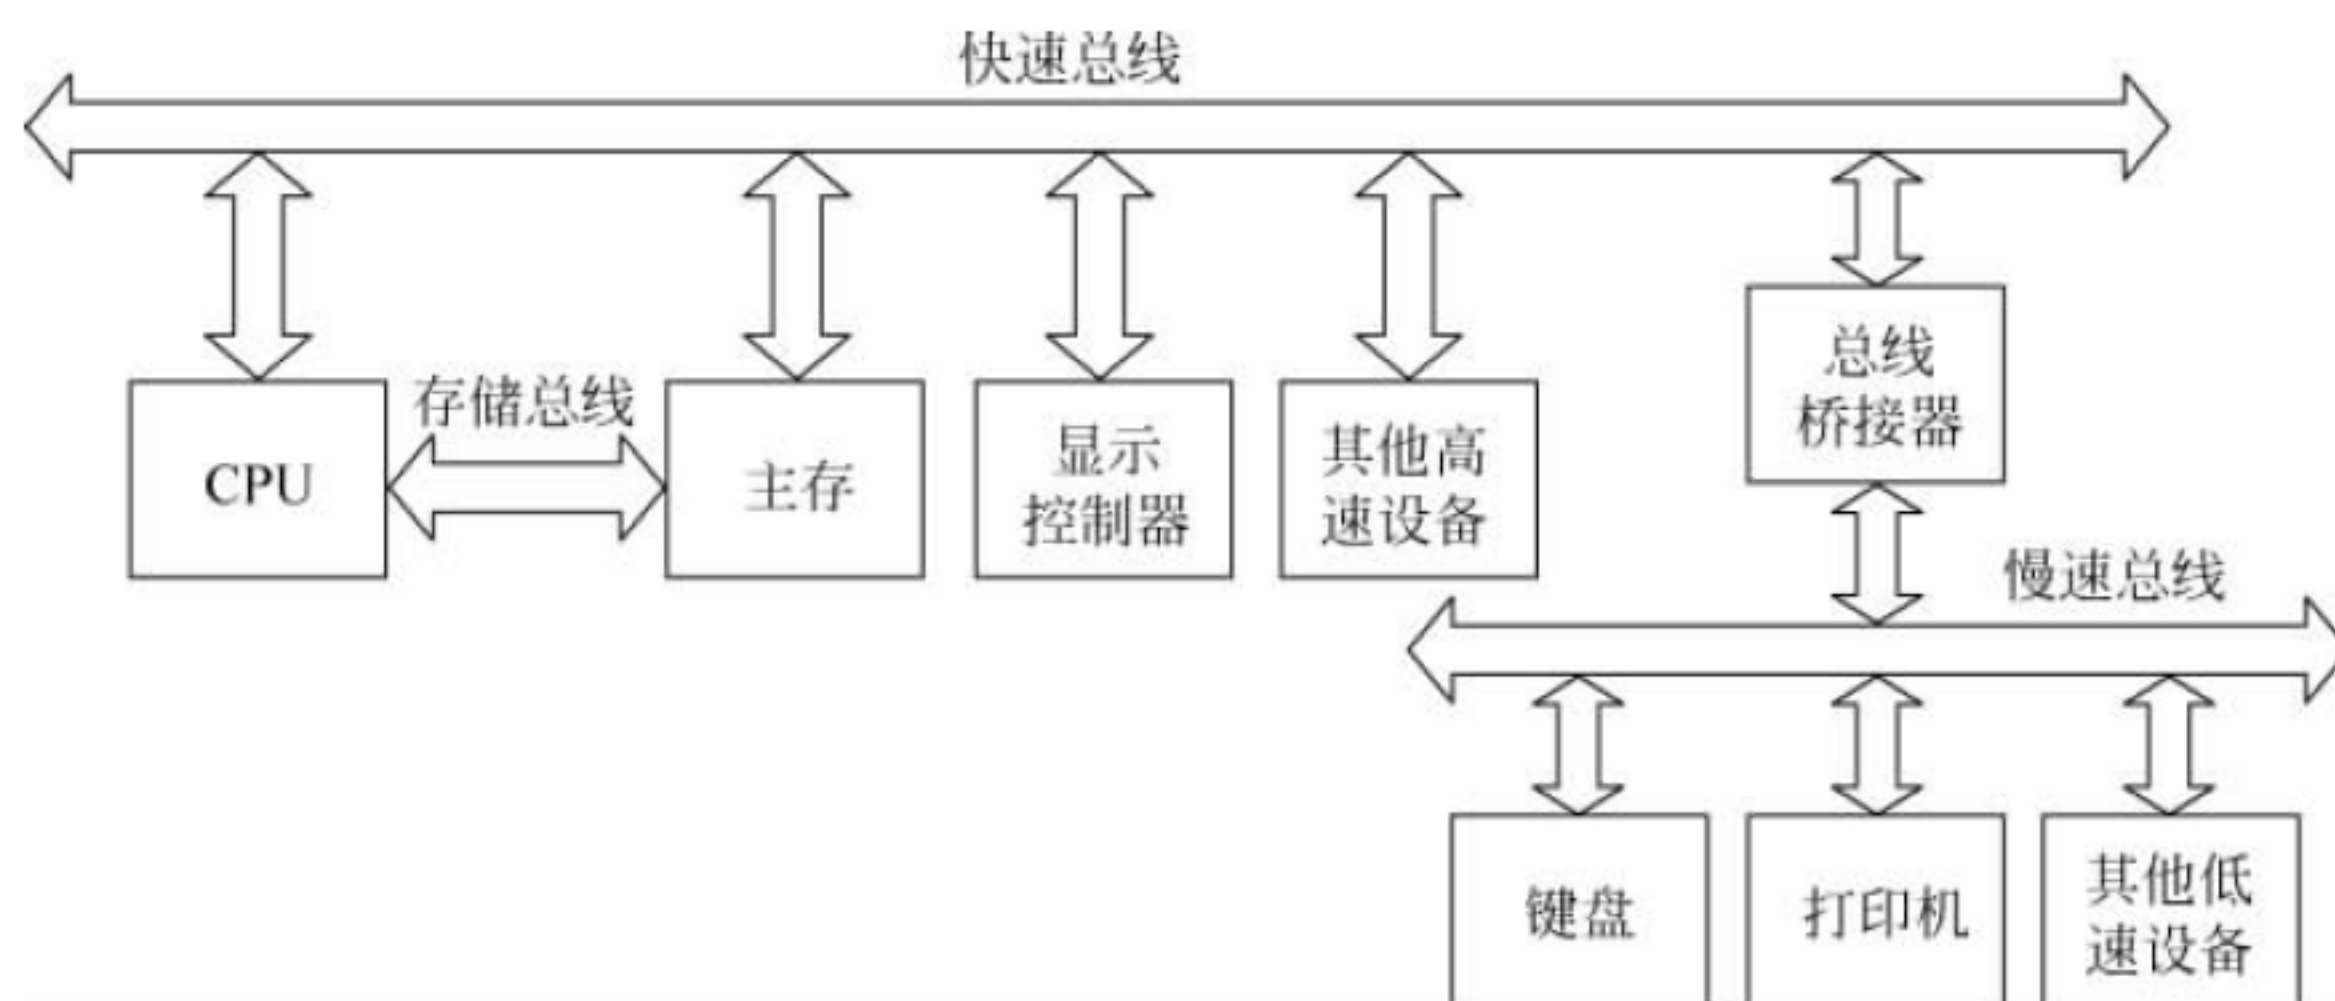 快速总线
存储总线
CPU
主存
显示
控制器
其他高
速设备
总线
桥接器
慢速总线
键盘
打印机
其他低
速设备